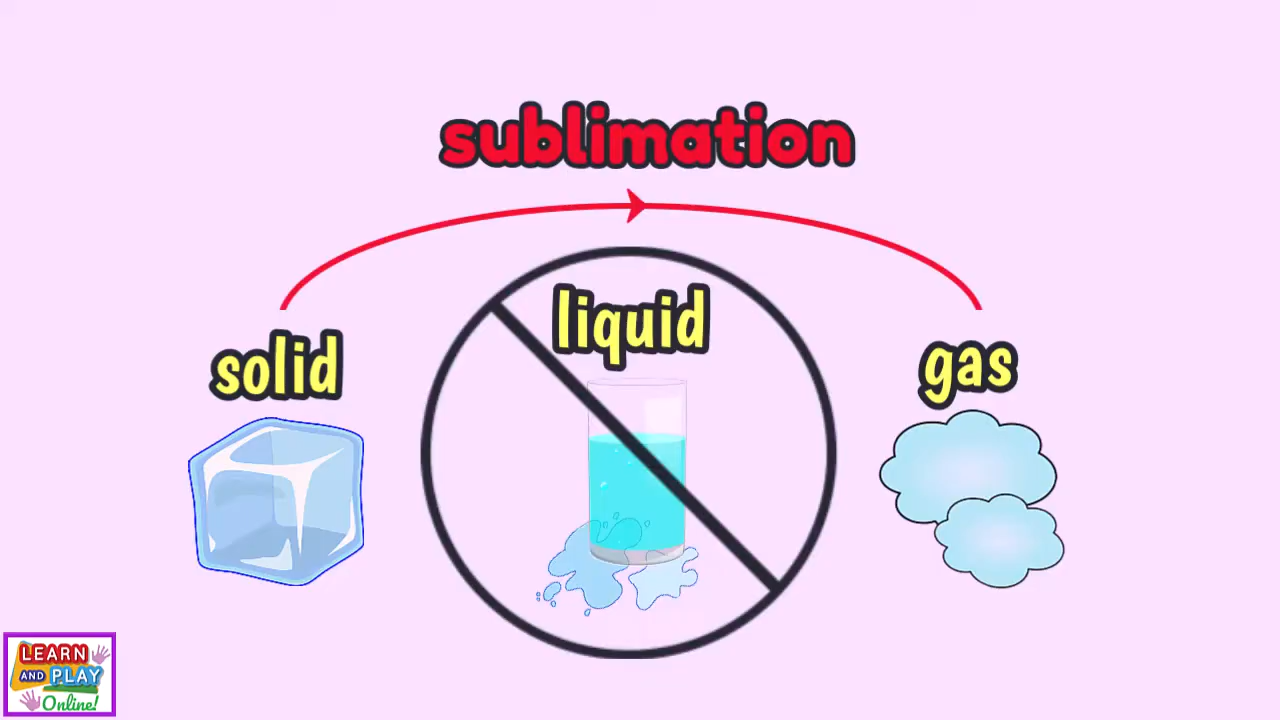 sublimation
solid
liquid
gas
LEARN
AND PLAY
Online!